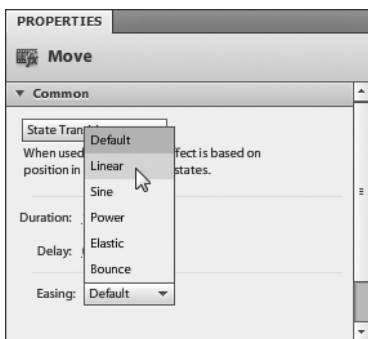 PROPERTIES
Move
Common
State Tran
Default
When used
fect is based on
Linear
position in
states.
Sine
Duration:
Power
Elastic
Delay:
Bounce
Easing: Default